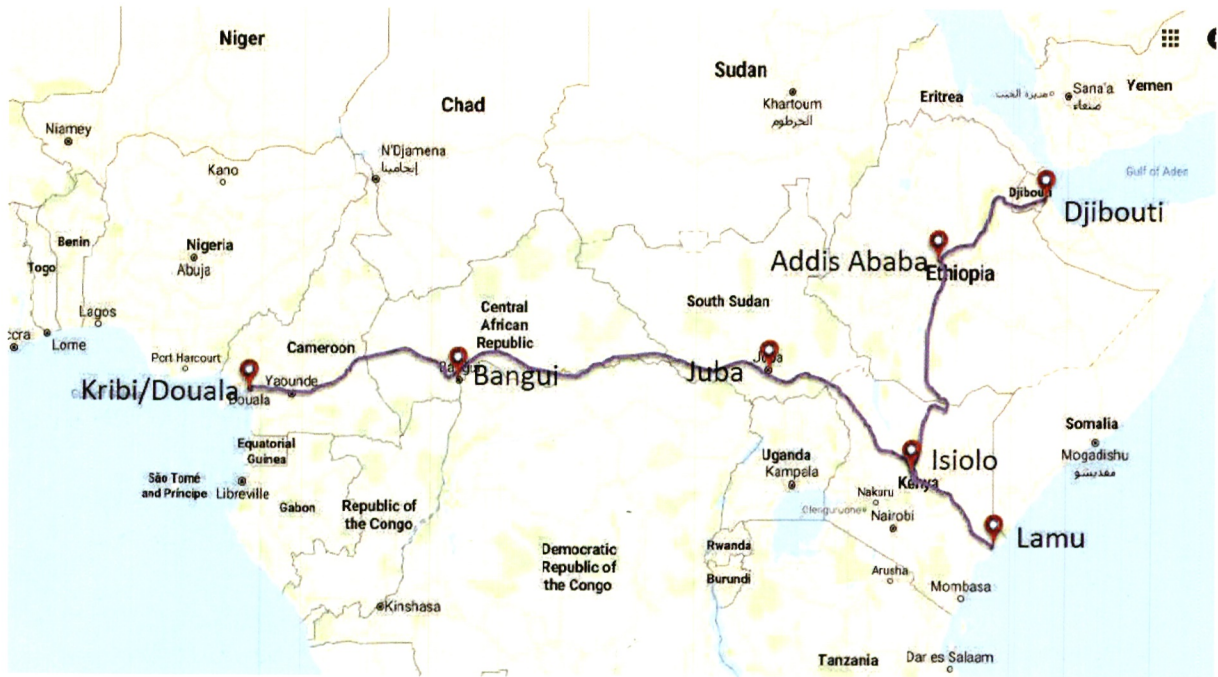 Niger
Sudan
Chad
Khartoum
الخرطوم
Eritrea
Sana'a
صنعاء
Yemen
Niamey
N'Djamena
إنجامينا
Kano
Gulf of Aden
Djibouti
Djibouti
Benin
Nigeria
Abuja
Togo
Addis Ababa
Ethiopia
South Sudan
Central
African
Republic
Lagos
ccra
Lome
Port Harcourt
Cameroon
Juba
Bangui
Juba
Kribi/Douala
Douala
Yaounde
Somalia
Mogadishu
مقديشو
Equatorial
Guinea
Uganda
Kampala
Isiolo
Kenya
São Tomé
and Príncipe
Libreville
Gabon
Republic of
the Congo
Nakuru
Olenguruone
Nairobi
Lamu
Democratic
Republic of
the Congo
Rwanda
Burundi
Arusha
Mombasa
Kinshasa
Tanzania
Dar es Salaam